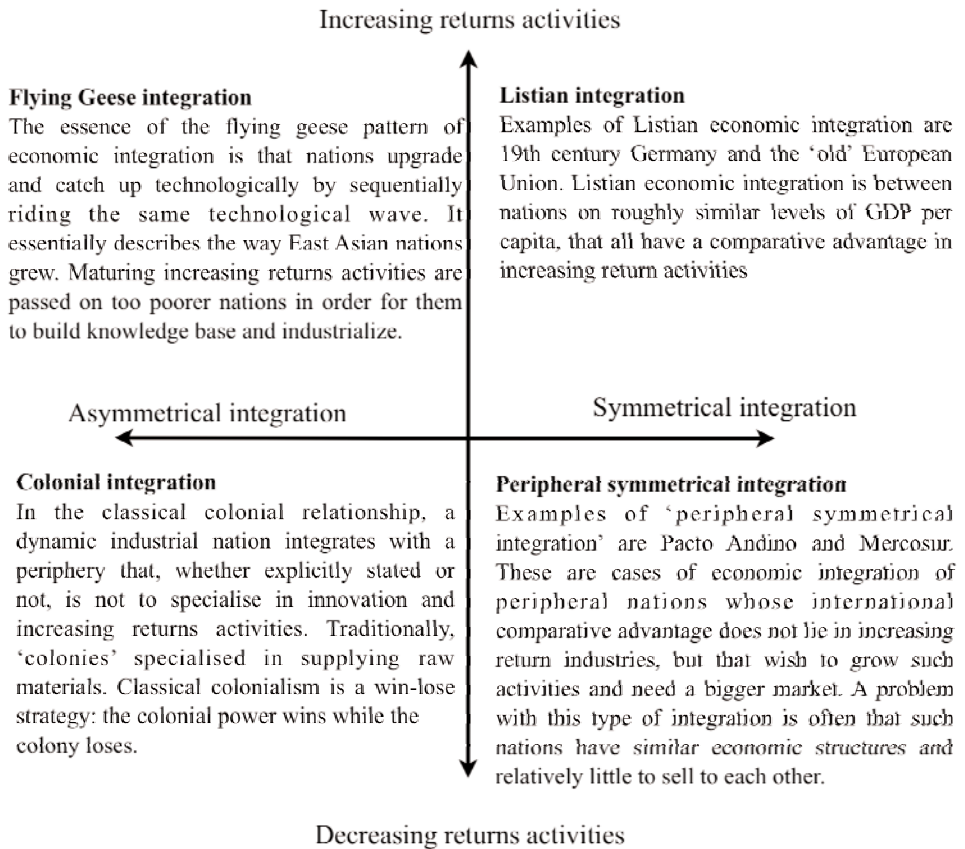 Increasing returns activities
Flying Geese integration
The essence of the flying geese pattern of
economic integration is that nations upgrade
and catch up technologically by sequentially
riding the same technological wave. It
essentially describes the way East Asian nations
grew. Maturing increasing returns activities are
passed on too poorer nations in order for them
to build knowledge base and industrialize.
Listian integration
Examples of Listian economic integration are
19th century Germany and the ‘old’ European
Union. Listian economic integration is between
nations on roughly similar levels of GDP per
capita, that all have a comparative advantage in
increasing return activities
Asymmetrical integration
Symmetrical integration
Colonial integration
In the classical colonial relationship, a
dynamic industrial nation integrates with a
periphery that, whether explicitly stated or
not, is not to specialise in innovation and
increasing returns activities. Traditionally,
‘colonies’ specialised in supplying raw
materials. Classical colonialism is a win-lose
strategy: the colonial power wins while the
colony loses.
Peripheral symmetrical integration
Examples of ‘peripheral symmetrical
integration’ are Pacto Andino and Mercosur.
These are cases of economic integration of
peripheral nations whose international
comparative advantage does not lie in increasing
return industries, but that wish to grow such
activities and need a bigger market. A problem
with this type of integration is often that such
nations have similar economic structures and
relatively little to sell to each other.
Decreasing returns activities